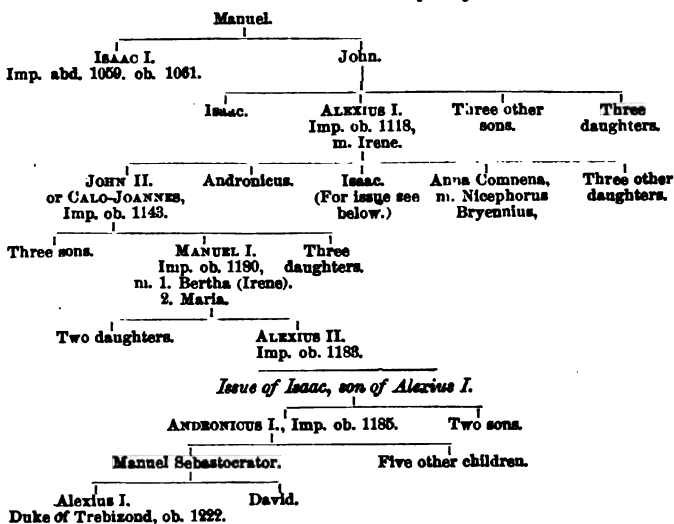 Manuel.
ISAAC I. John.
Imp. abd. 1059. ob. 1061.
Isaac. ALEXIUS I. Three other Three
Imp. ob. 1118, sons. daughters.
m. Irene.
JOHN II. Andronicus. Isaac. Anna Comnena, Three other
or CALO-JOANNES, (For issue see m. Nicephorus daughters.
Imp. ob. 1143. below.) Bryennius,
Three sons. MANUEL I. Three
Imp. ob. 1180, daughters.
m. 1. Bertha (Irene).
2. Maria.
Two daughters. ALEXIUS II.
Imp. ob. 1183.
Issue of Isaac, son of Alexius I.
ANDRONICUS I., Imp. ob. 1185. Two sons.
Manuel Sebastocrator. Five other children.
Alexius I. David.
Duke of Trebizond, ob. 1222.